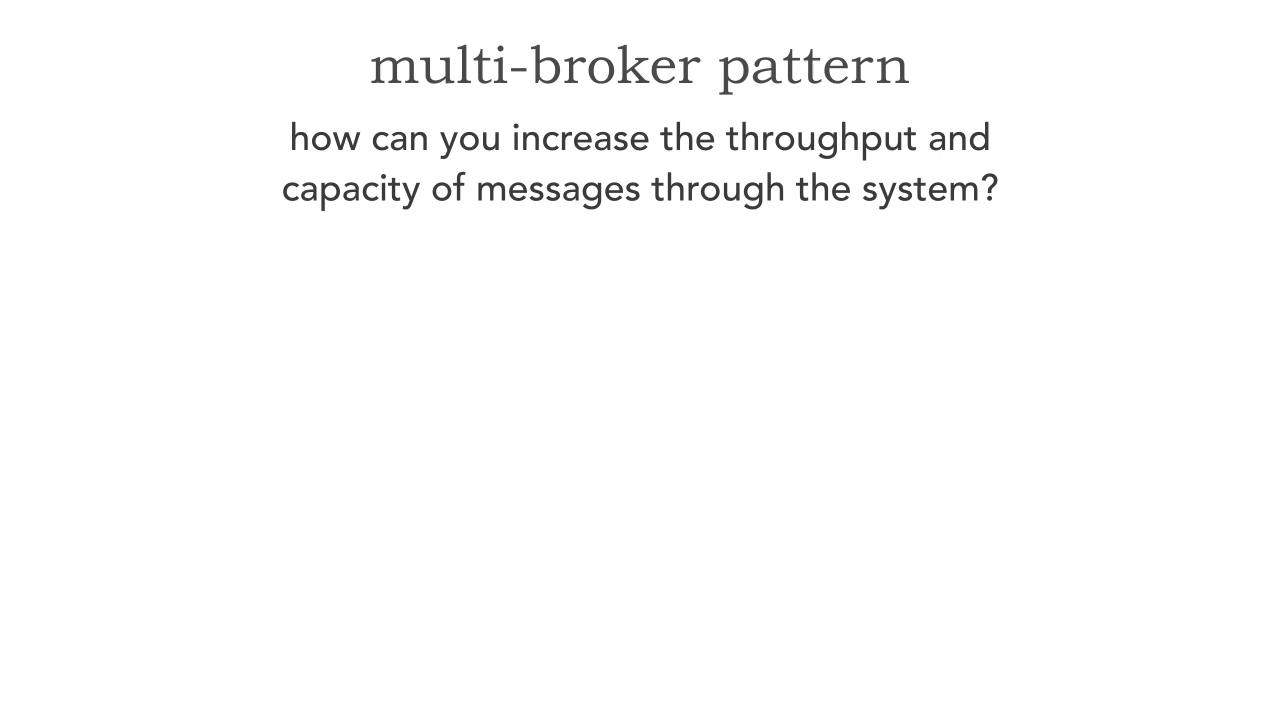 multi-broker pattern
how can you increase the throughput and
capacity of messages through the system?